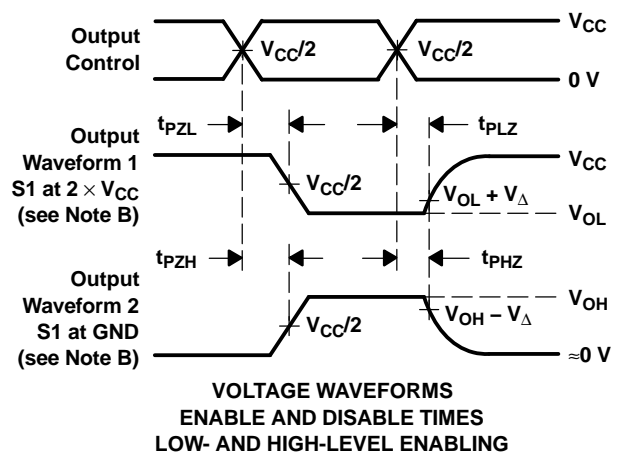 Output
Control
V_CC/2
V_CC/2
V_CC
0 V
t_PZL
t_PLZ
Output
Waveform 1
S1 at 2 × V_CC
(see Note B)
V_CC/2
V_CC
V_OL + V_Δ
V_OL
t_PZH
t_PHZ
Output
Waveform 2
S1 at GND
(see Note B)
V_CC/2
V_OH
V_OH − V_Δ
≈0 V
VOLTAGE WAVEFORMS
ENABLE AND DISABLE TIMES
LOW- AND HIGH-LEVEL ENABLING